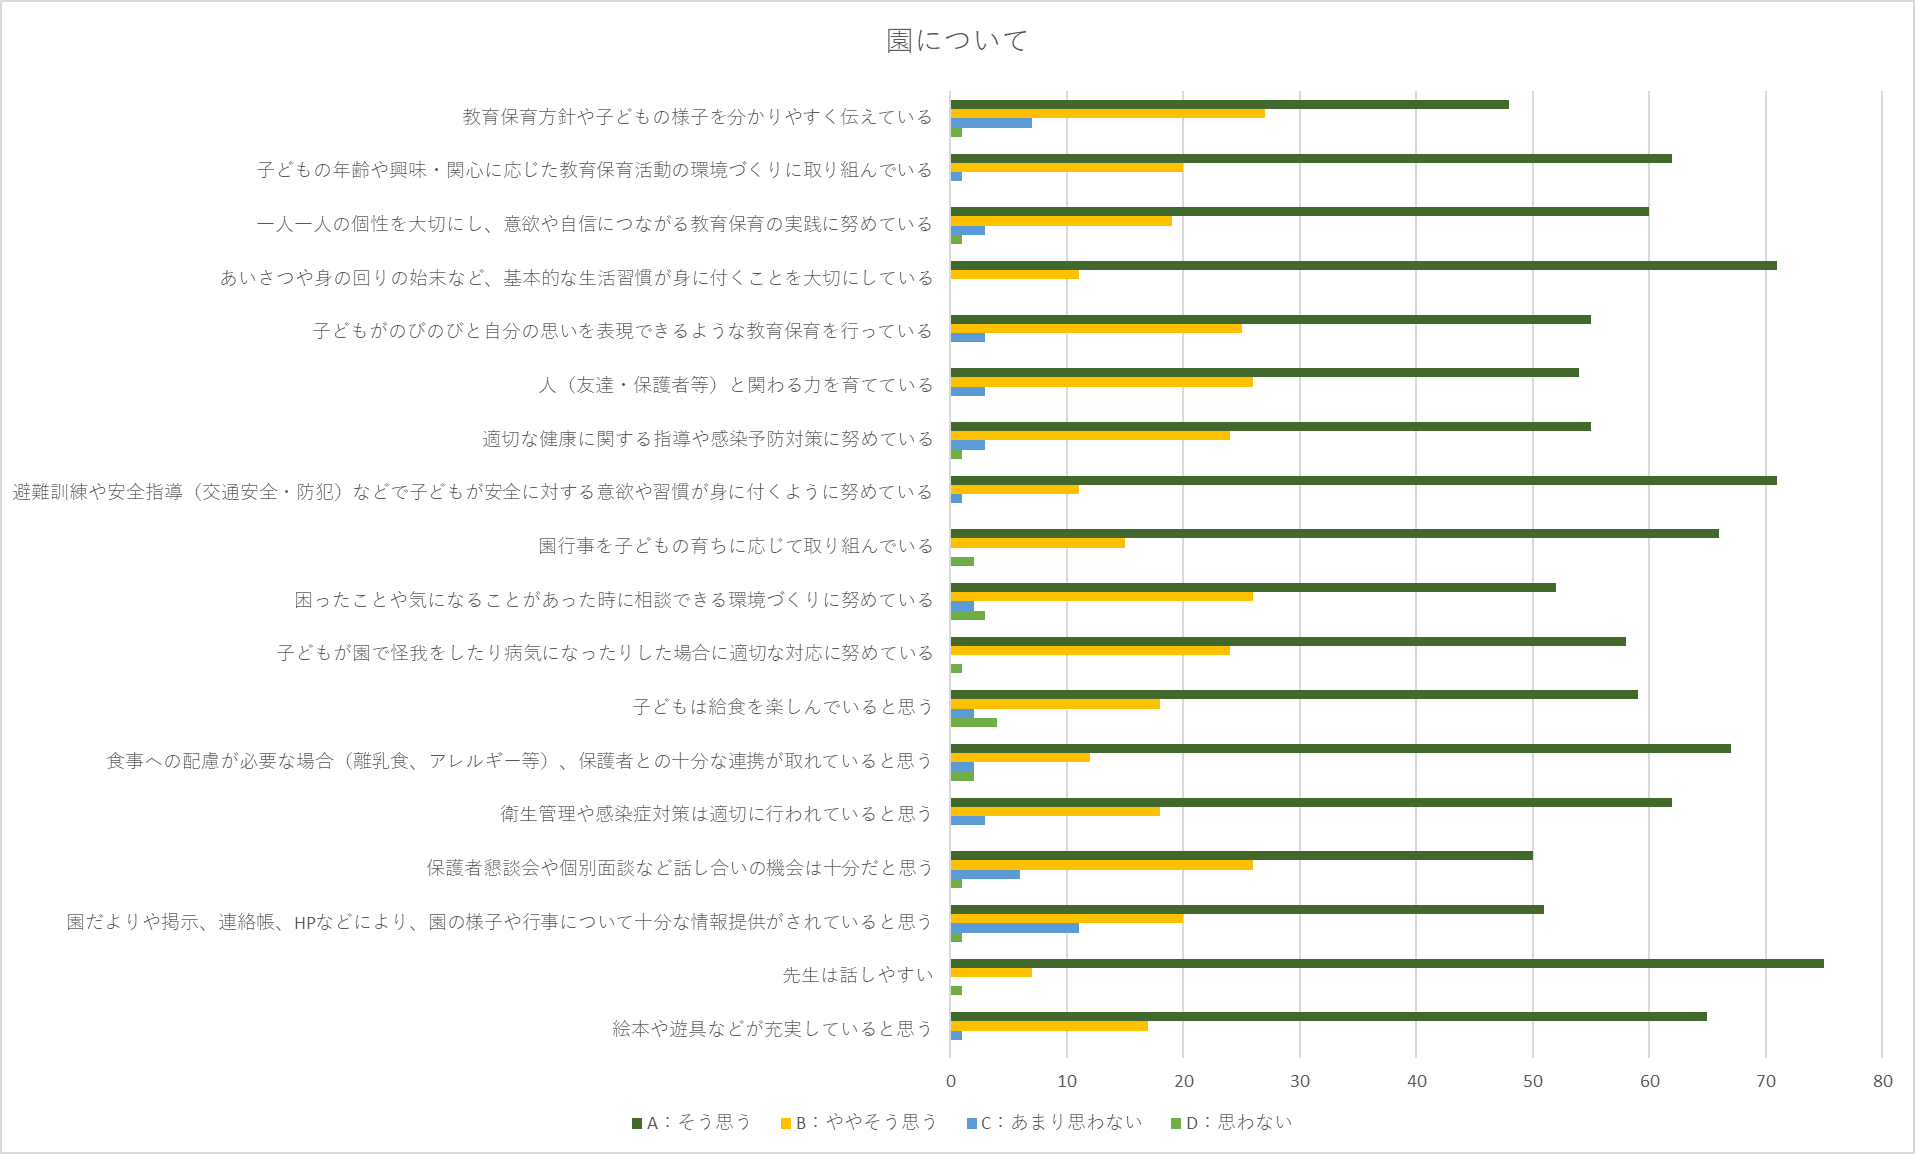 園について
教育保育方針や子どもの様子を分かりやすく伝えている
子どもの年齢や興味・関心に応じた教育保育活動の環境づくりに取り組んでいる
一人一人の個性を大切にし、意欲や自信につながる教育保育の実践に努めている
あいさつや身の回りの始末など、基本的な生活習慣が身に付くことを大切にしている
子どもがのびのびと自分の思いを表現できるような教育保育を行っている
人（友達・保護者等）と関わる力を育てている
適切な健康に関する指導や感染予防対策に努めている
避難訓練や安全指導（交通安全・防犯）などで子どもが安全に対する意欲や習慣が身に付くように努めている
園行事を子どもの育ちに応じて取り組んでいる
困ったことや気になることがあった時に相談できる環境づくりに努めている
子どもが園で怪我をしたり病気になったりした場合に適切な対応に努めている
子どもは給食を楽しんでいると思う
食事への配慮が必要な場合（離乳食、アレルギー等）、保護者との十分な連携が取れていると思う
衛生管理や感染症対策は適切に行われていると思う
保護者懇談会や個別面談など話し合いの機会は十分だと思う
園だよりや掲示、連絡帳、HPなどにより、園の様子や行事について十分な情報提供がされていると思う
先生は話しやすい
絵本や遊具などが充実していると思う
0 10 20 30 40 50 60 70 80
A：そう思う B：ややそう思う C：あまり思わない D：思わない